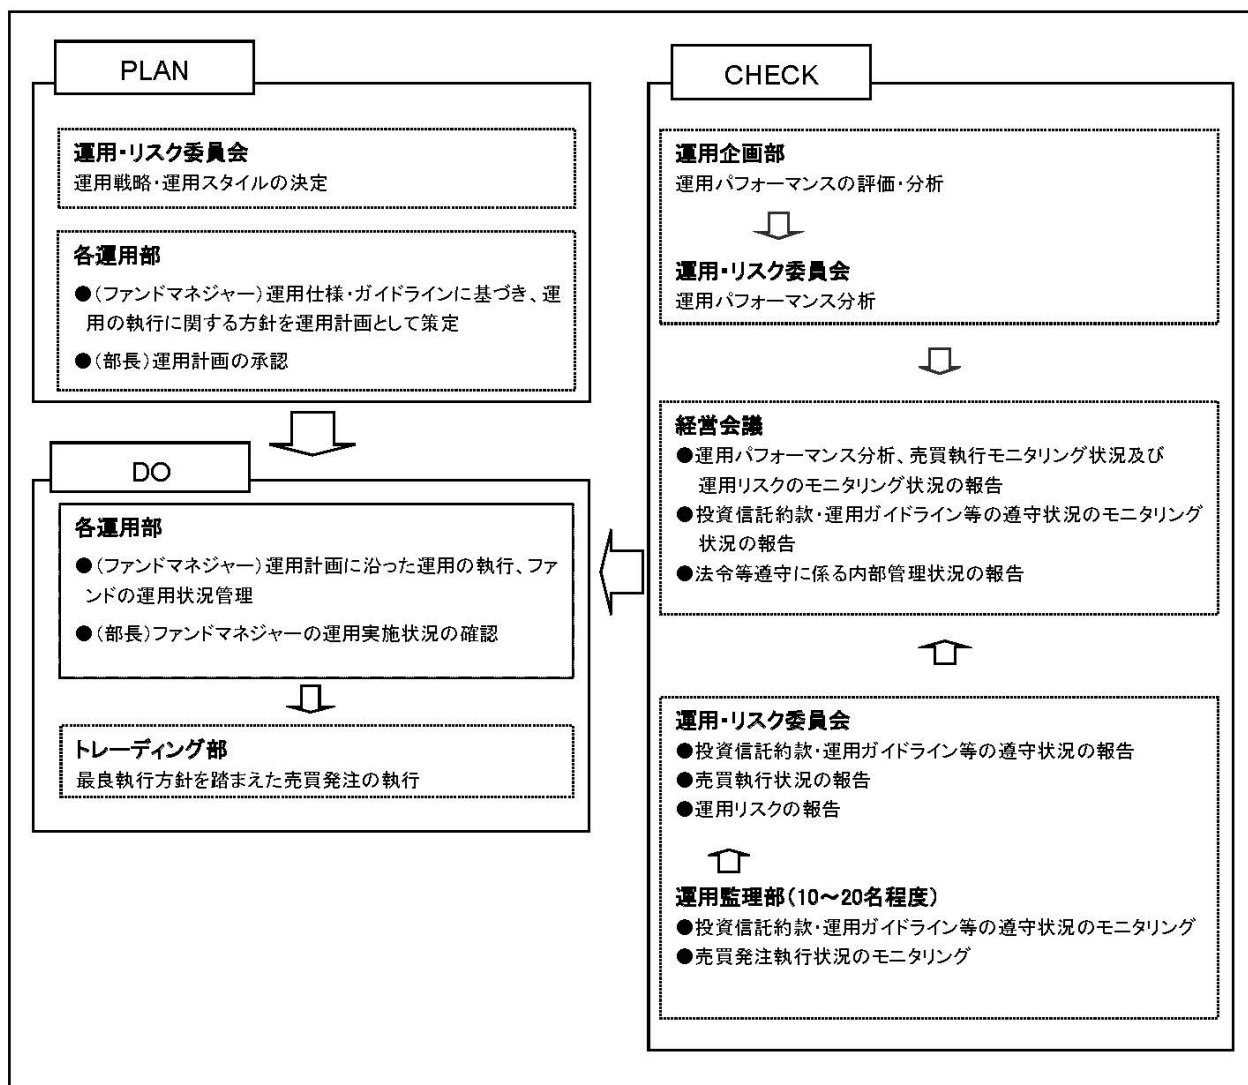 PLAN
運用・リスク委員会
運用戦略・運用スタイルの決定
各運用部
●(ファンドマネジャー)運用仕様・ガイドラインに基づき、運
用の執行に関する方針を運用計画として策定
●(部長)運用計画の承認
DO
各運用部
●(ファンドマネジャー)運用計画に沿った運用の執行、ファ
ンドの運用状況管理
●(部長)ファンドマネジャーの運用実施状況の確認
トレーディング部
最良執行方針を踏まえた売買発注の執行
CHECK
運用企画部
運用パフォーマンスの評価・分析
運用・リスク委員会
運用パフォーマンス分析
経営会議
●運用パフォーマンス分析、売買執行モニタリング状況及び
運用リスクのモニタリング状況の報告
●投資信託約款・運用ガイドライン等の遵守状況のモニタリング
状況の報告
●法令等遵守に係る内部管理状況の報告
運用・リスク委員会
●投資信託約款・運用ガイドライン等の遵守状況の報告
●売買執行状況の報告
●運用リスクの報告
運用監理部(10～20名程度)
●投資信託約款・運用ガイドライン等の遵守状況のモニタリング
●売買発注執行状況のモニタリング